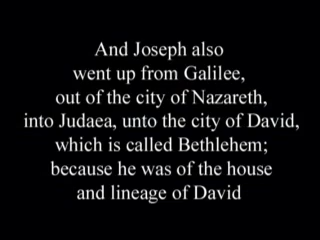 And Joseph also
went up from Galilee,
out of the city of Nazareth,
into Judaea, unto the city of David,
which is called Bethlehem;
because he was of the house
and lineage of David